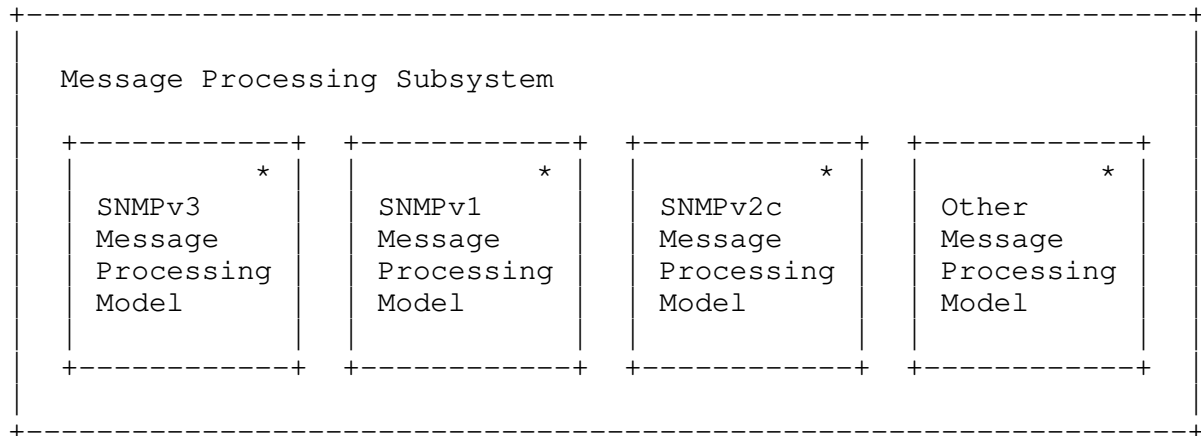 Message Processing Subsystem
* * * *
SNMPv3 SNMPv1 SNMPv2c Other
Message Message Message Message
Processing Processing Processing Processing
Model Model Model Model